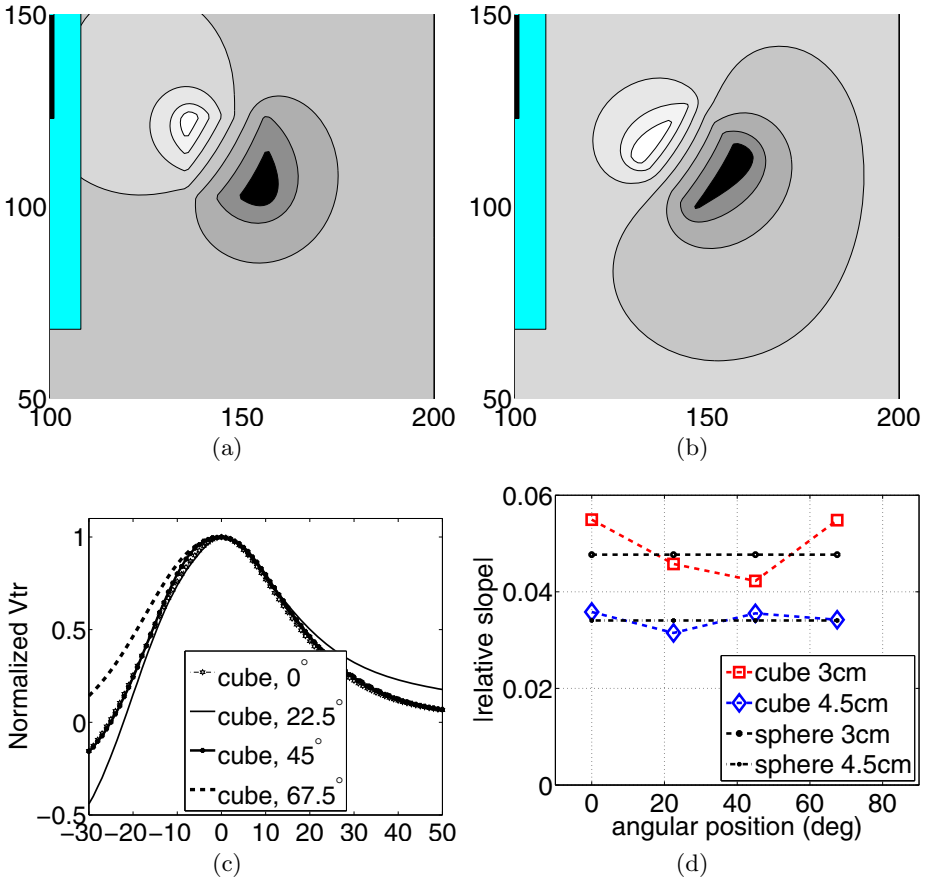 150
100
50
100
150
200
(a)
150
100
50
100
150
200
(b)
Normalized Vtr
1
0.5
0
−0.5
−30 −20 −10 0 10 20 30 40 50
cube, 0°
cube, 22.5°
cube, 45°
cube, 67.5°
(c)
|relative slope|
0.06
0.04
0.02
0
0 20 40 60 80
angular position (deg)
cube 3cm
cube 4.5cm
sphere 3cm
sphere 4.5cm
(d)